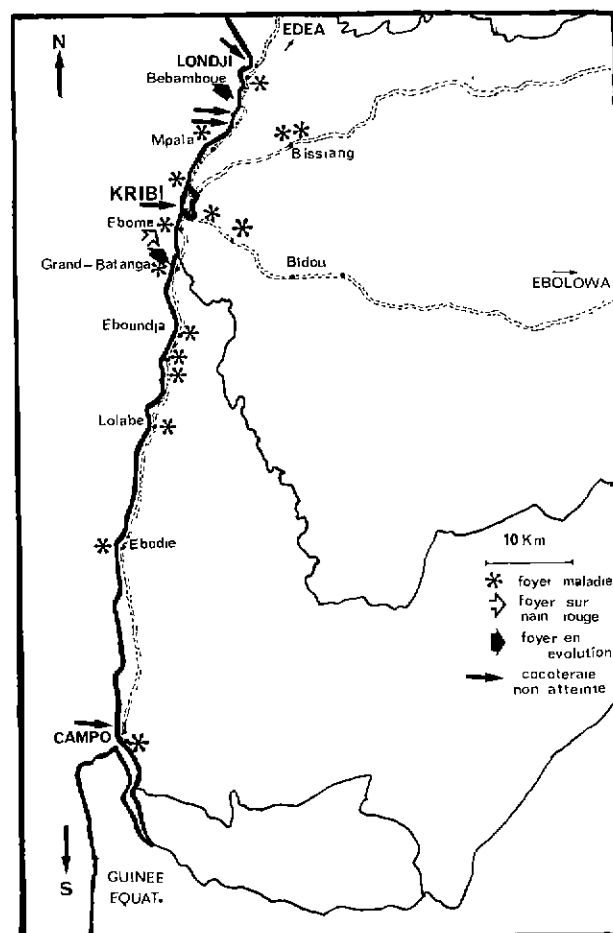 N
EDEA
LONDJI
Bebamboue
Mpala
Bissiang
KRIBI
Ebome
Grand-Batanga
Bidou
EBOLOWA
Eboundja
Lolabe
Ebodie
10 Km
foyer maladie
foyer sur
nain rouge
foyer en
evolution
cocoteraie
non atteinte
CAMPO
GUINEE
EQUAT.
S